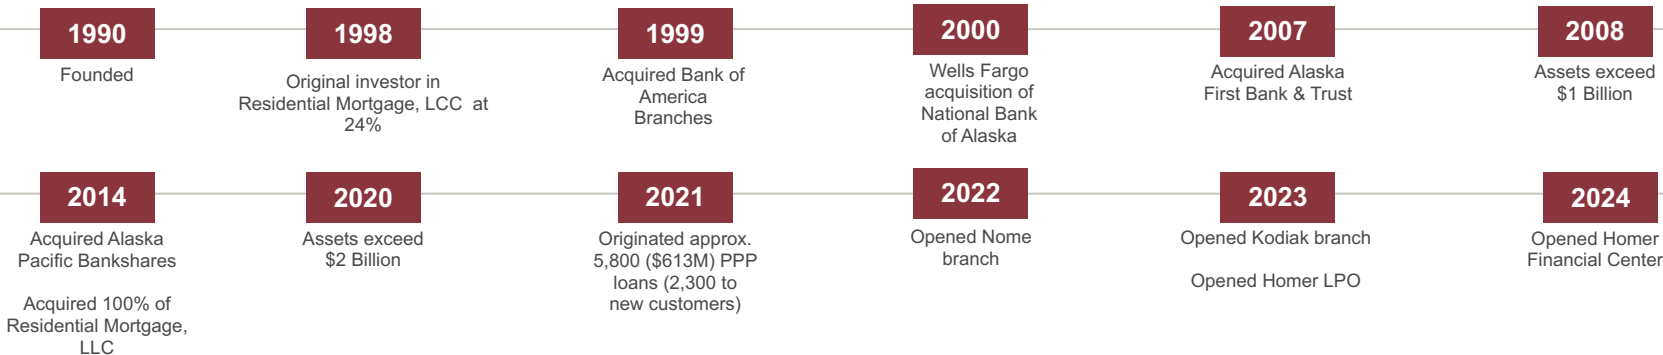 1990
Founded
1998
Original investor in
Residential Mortgage, LCC at
24%
1999
Acquired Bank of
America
Branches
2000
Wells Fargo
acquisition of
National Bank
of Alaska
2007
Acquired Alaska
First Bank & Trust
2008
Assets exceed
$1 Billion
2014
Acquired Alaska
Pacific Bankshares
Acquired 100% of
Residential Mortgage,
LLC
2020
Assets exceed
$2 Billion
2021
Originated approx.
5,800 ($613M) PPP
loans (2,300 to
new customers)
2022
Opened Nome
branch
2023
Opened Kodiak branch
Opened Homer LPO
2024
Opened Homer
Financial Center